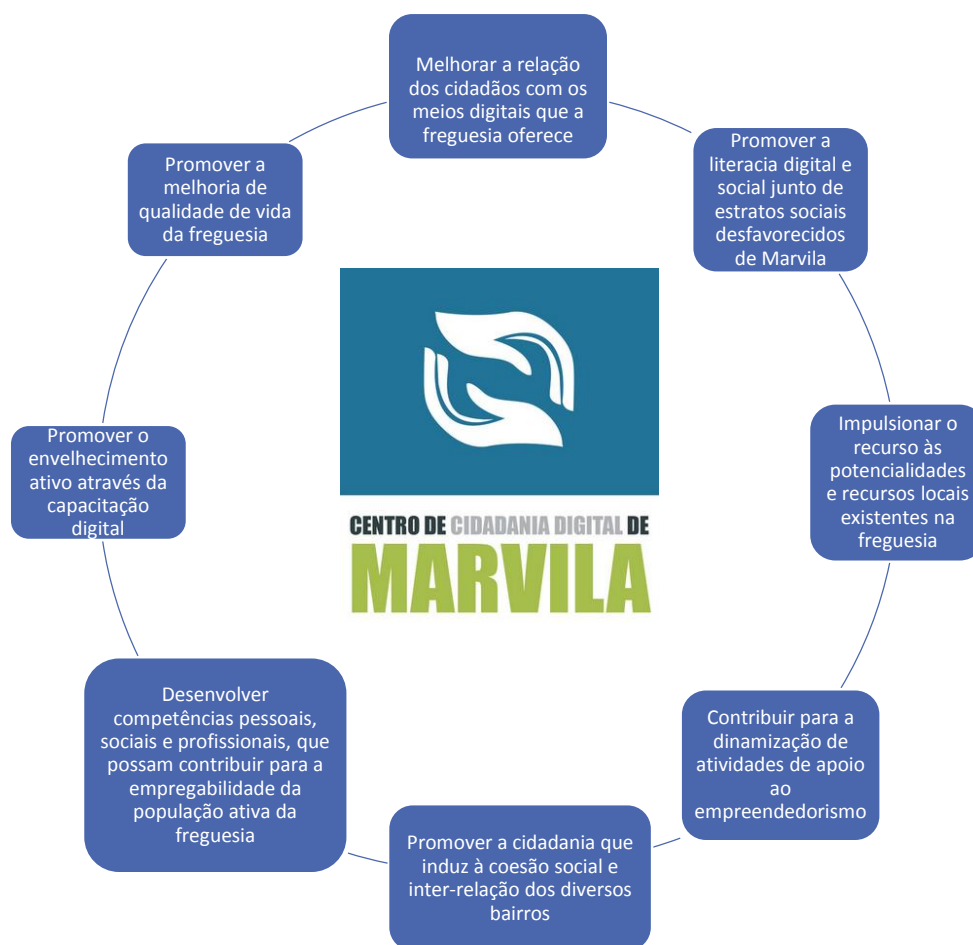 Melhorar a relação
dos cidadãos com os
meios digitais que a
freguesia oferece
Promover a
literacia digital e
social junto de
estratos sociais
desfavorecidos
de Marvila
Impulsionar o
recurso às
potencialidades
e recursos locais
existentes na
freguesia
Contribuir para a
dinamização de
atividades de apoio
ao
empreendedorismo
Promover a cidadania que
induz à coesão social e
inter-relação dos diversos
bairros
Desenvolver
competências pessoais,
sociais e profissionais, que
possam contribuir para a
empregabilidade da
população ativa da
freguesia
Promover o
envelhecimento
ativo através da
capacitação
digital
Promover a
melhoria de
qualidade de vida
da freguesia
CENTRO DE CIDADANIA DIGITAL DE
MARVILA